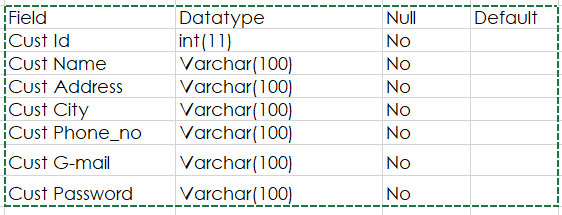 Field Datatype Null Default
Cust Id int(11) No
Cust Name Varchar(100) No
Cust Address Varchar(100) No
Cust City Varchar(100) No
Cust Phone_no Varchar(100) No
Cust G-mail Varchar(100) No
Cust Password Varchar(100) No